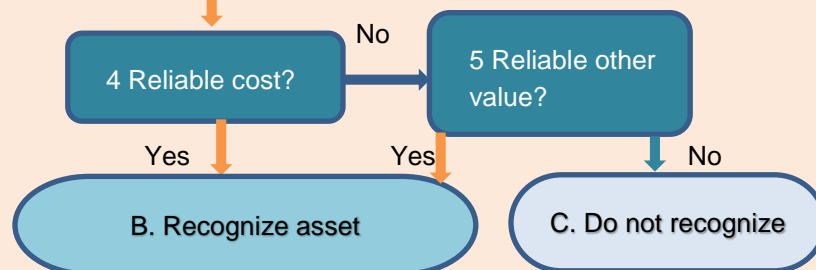 No
4 Reliable cost?
5 Reliable other
value?
Yes
Yes
No
B. Recognize asset
C. Do not recognize